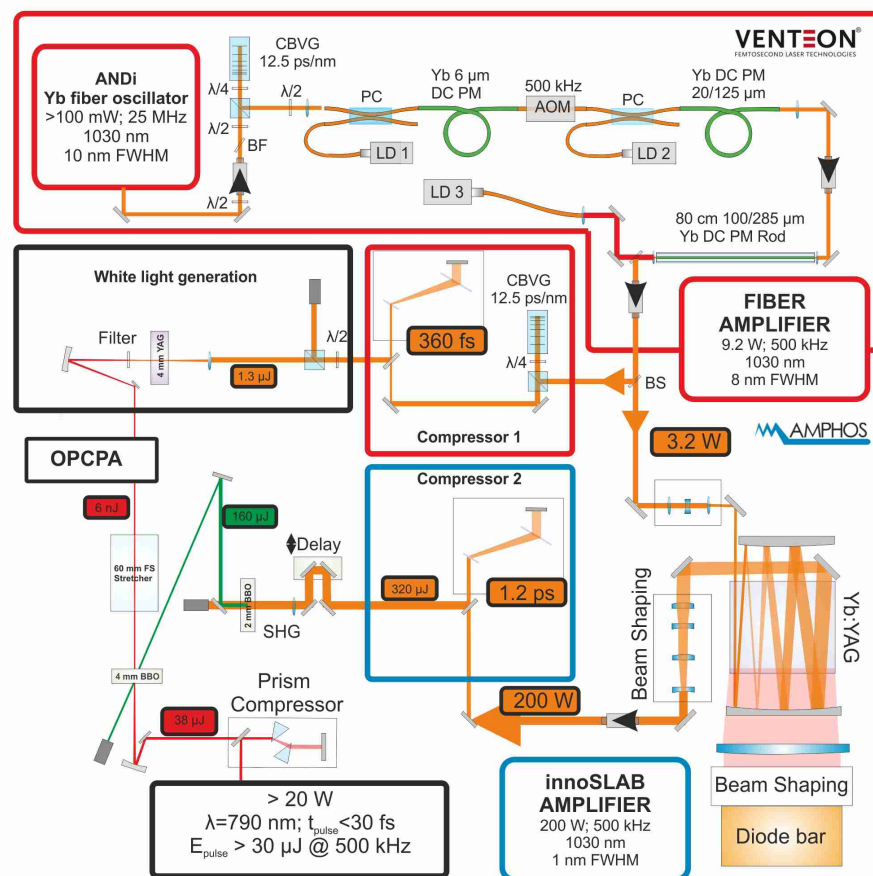 VENTEON®
FEMTOSECOND LASER TECHNOLOGIES
ANDi
Yb fiber oscillator
>100 mW; 25 MHz
1030 nm
10 nm FWHM
CBVG
12.5 ps/nm
λ/4
λ/2
λ/2
BF
λ/2
PC
LD 1
Yb 6 µm
DC PM
500 kHz
AOM
PC
LD 2
Yb DC PM
20/125 µm
LD 3
80 cm 100/285 µm
Yb DC PM Rod
White light generation
Filter
4 mm YAG
1.3 µJ
λ/2
360 fs
CBVG
12.5 ps/nm
λ/4
Compressor 1
BS
FIBER
AMPLIFIER
9.2 W; 500 kHz
1030 nm
8 nm FWHM
3.2 W
AMPHOS
OPCPA
6 nJ
160 µJ
60 mm FS
Stretcher
Delay
2 mm BBO
SHG
Compressor 2
320 µJ
1.2 ps
Beam Shaping
Yb:YAG
4 mm BBO
38 µJ
Prism
Compressor
200 W
> 20 W
λ=790 nm; tpulse<30 fs
Epulse > 30 µJ @ 500 kHz
innoSLAB
AMPLIFIER
200 W; 500 kHz
1030 nm
1 nm FWHM
Beam Shaping
Diode bar